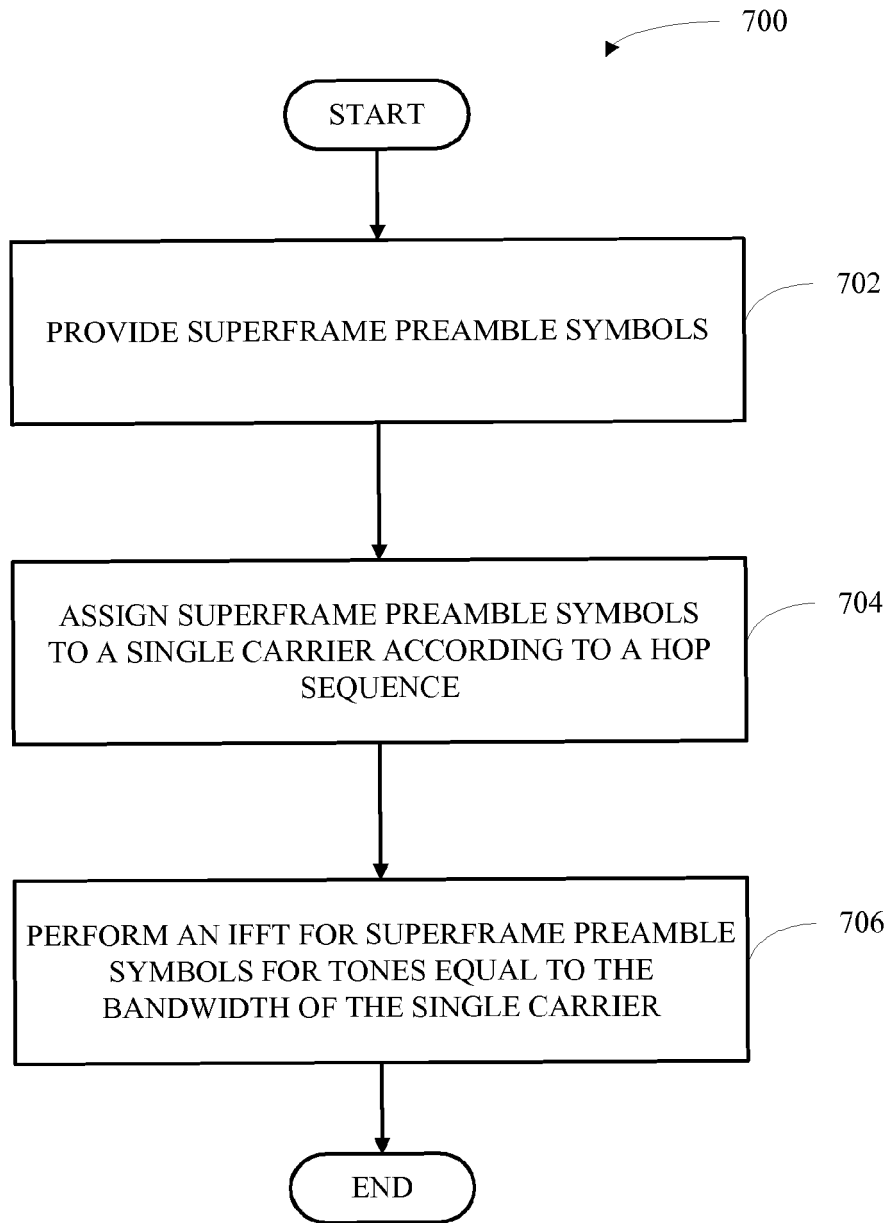 700
START
PROVIDE SUPERFRAME PREAMBLE SYMBOLS
702
ASSIGN SUPERFRAME PREAMBLE SYMBOLS
TO A SINGLE CARRIER ACCORDING TO A HOP
SEQUENCE
704
PERFORM AN IFFT FOR SUPERFRAME PREAMBLE
SYMBOLS FOR TONES EQUAL TO THE
BANDWIDTH OF THE SINGLE CARRIER
706
END